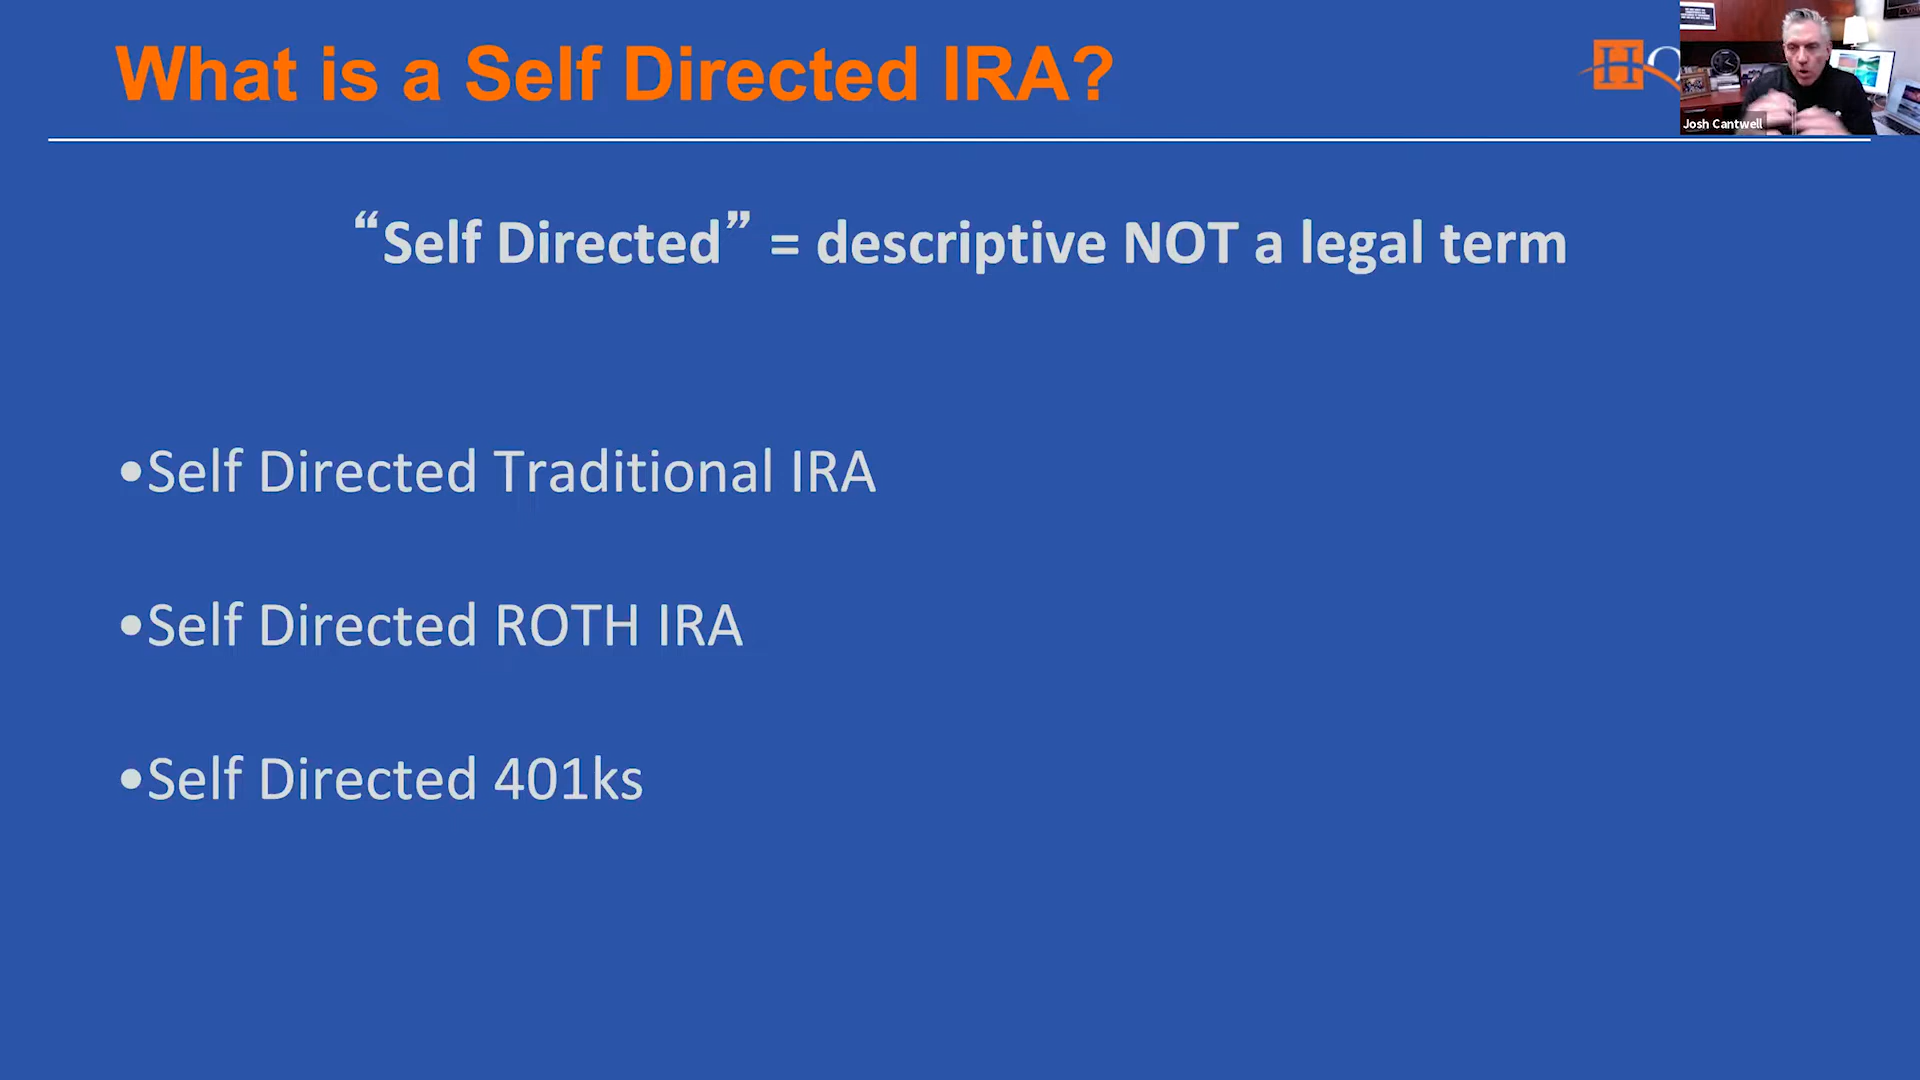 What is a Self Directed IRA?
HQ
Josh Cantwell
“Self Directed” = descriptive NOT a legal term
•Self Directed Traditional IRA
•Self Directed ROTH IRA
•Self Directed 401ks